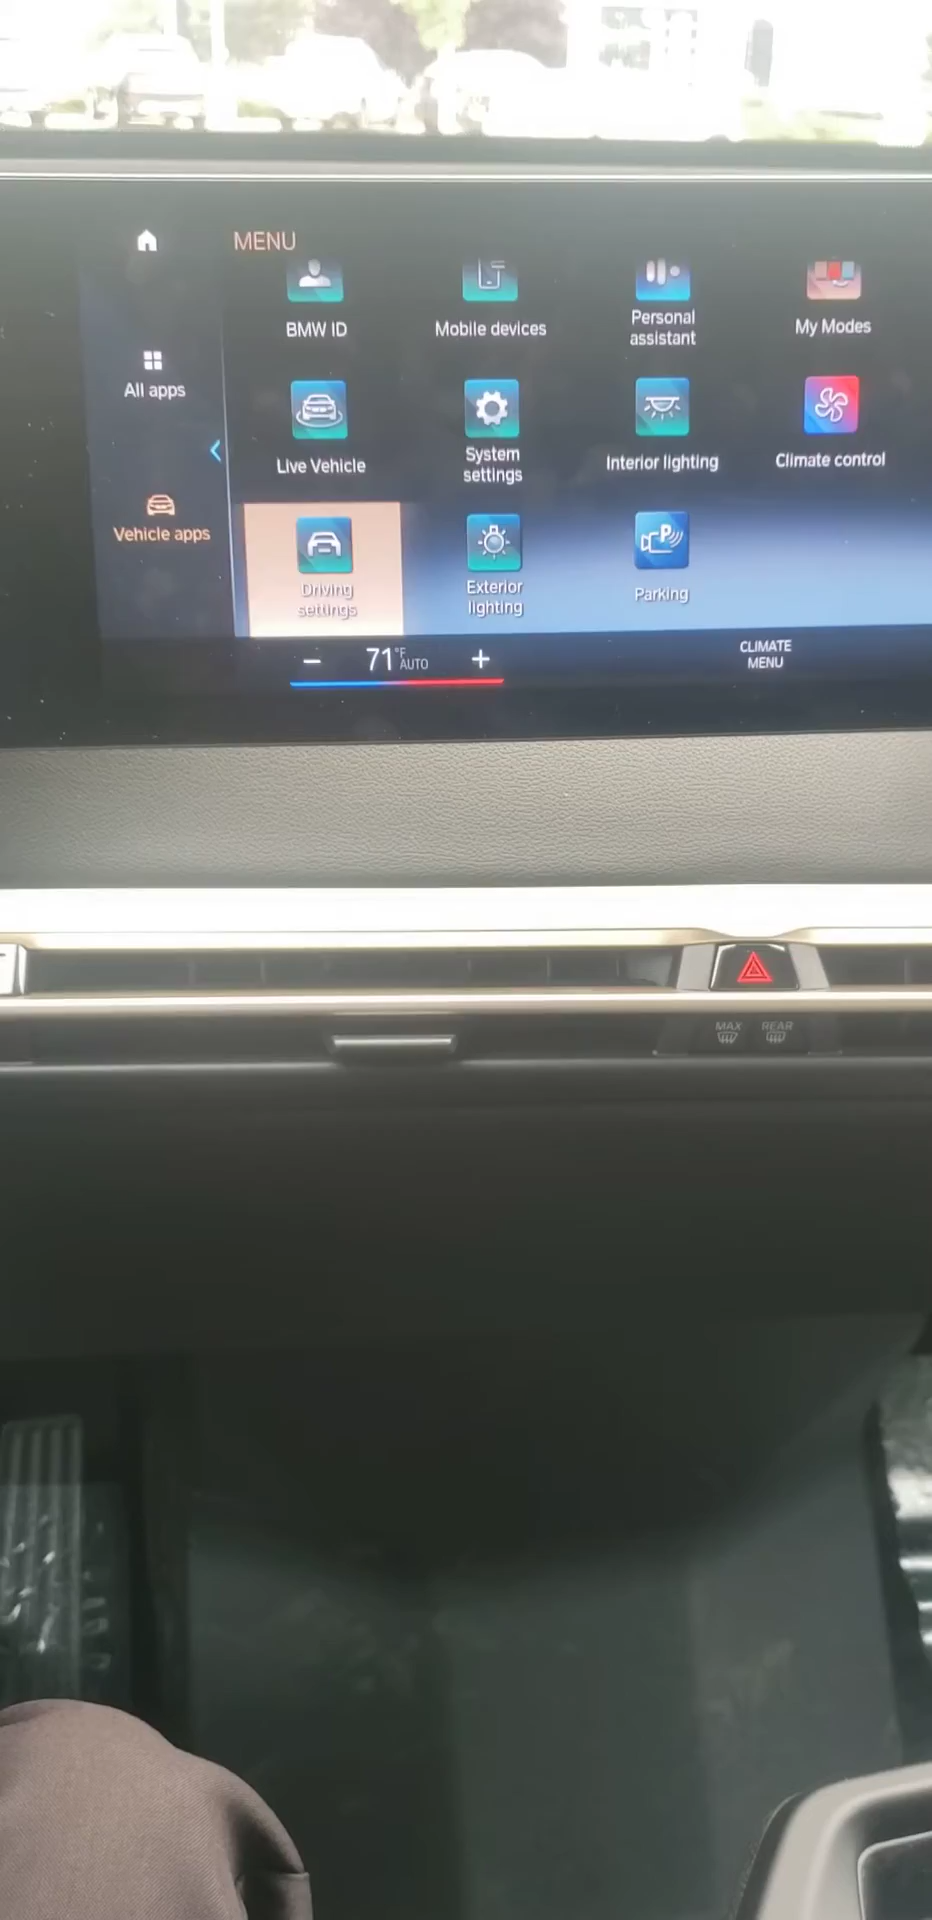 MENU
BMW ID
Mobile devices
Personal
assistant
My Modes
All apps
Live Vehicle
System
settings
Interior lighting
Climate control
Vehicle apps
Driving
settings
Exterior
lighting
P
Parking
71°F
AUTO
CLIMATE
MENU
MAX
REAR